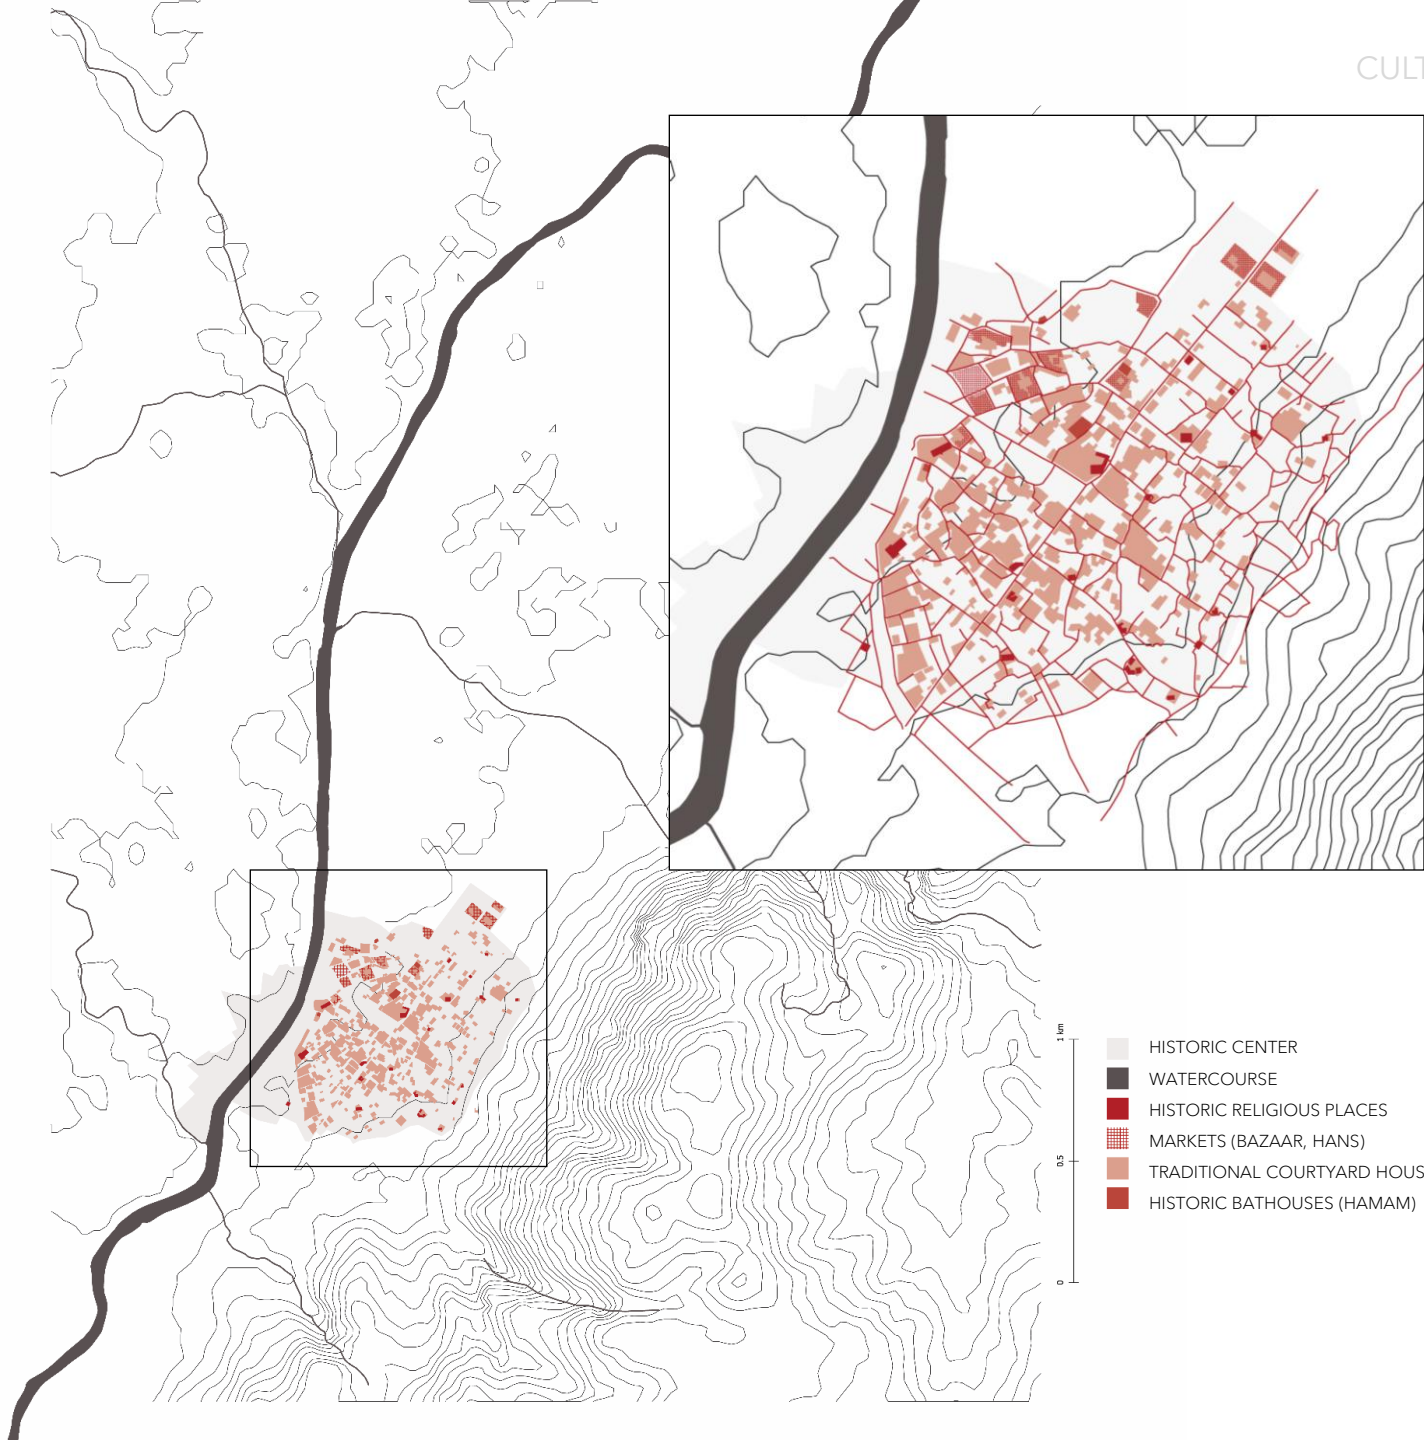 CULT
1 km
0.5
0
HISTORIC CENTER
WATERCOURSE
HISTORIC RELIGIOUS PLACES
MARKETS (BAZAAR, HANS)
TRADITIONAL COURTYARD HOUS
HISTORIC BATHOUSES (HAMAM)